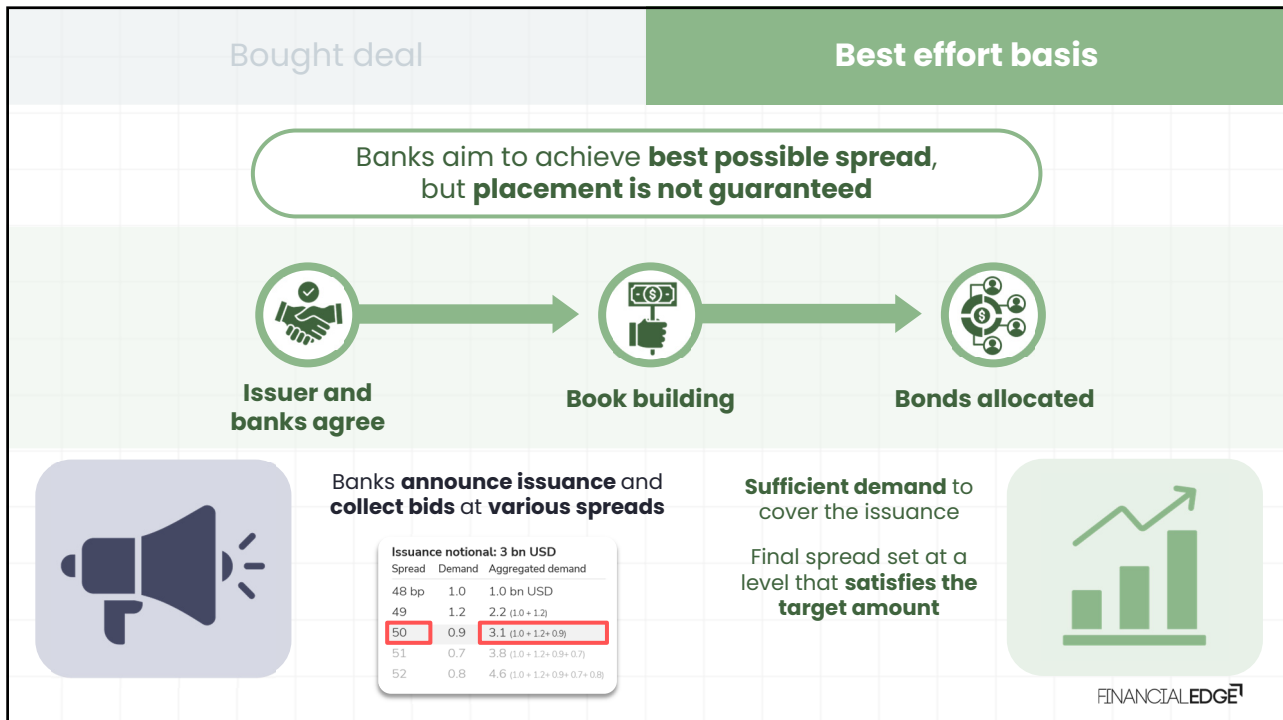 Bought deal
Best effort basis
Banks aim to achieve best possible spread,
but placement is not guaranteed
Issuer and
banks agree
Book building
Bonds allocated
Banks announce issuance and
collect bids at various spreads
Issuance notional: 3 bn USD
Spread Demand Aggregated demand
48 bp 1.0 1.0 bn USD
49 1.2 2.2 (1.0 + 1.2)
50 0.9 3.1 (1.0 + 1.2+ 0.9)
51 0.7 3.8 (1.0 + 1.2+ 0.9+ 0.7)
52 0.8 4.6 (1.0 + 1.2+ 0.9+ 0.7+ 0.8)
Sufficient demand to
cover the issuance
Final spread set at a
level that satisfies the
target amount
FINANCIALEDGE